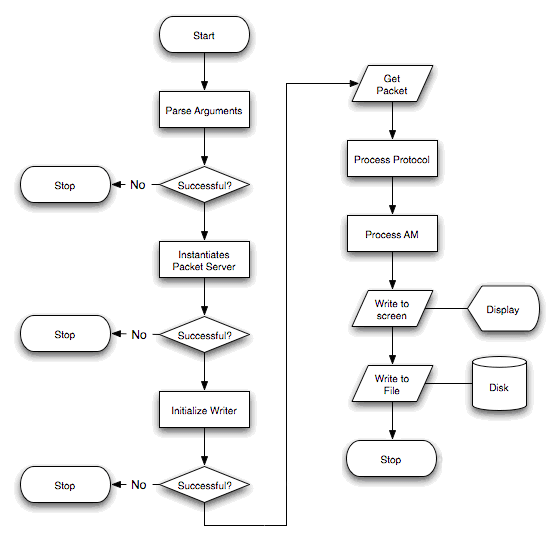 Start
Parse Arguments
Successful?
No
Stop
Instantiates
Packet Server
Successful?
No
Stop
Initialize Writer
Successful?
No
Stop
Get
Packet
Process Protocol
Process AM
Write to
screen
Display
Write to
File
Disk
Stop